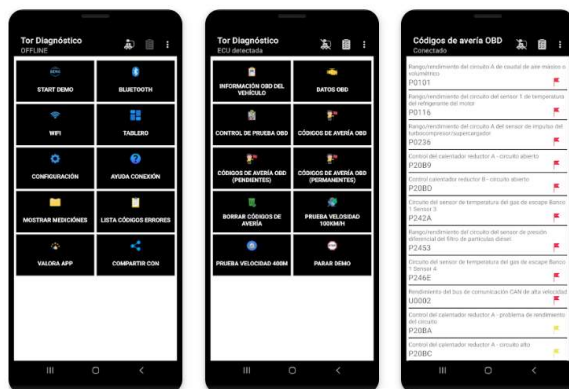 Tor Diagnóstico
OFFLINE
START DEMO
BLUETOOTH
WIFI
TABLERO
CONFIGURACIÓN
AYUDA CONEXIÓN
MOSTRAR MEDICIÓNES
LISTA CÓDIGOS ERRORES
VALORA APP
COMPARTIR CON
Tor Diagnóstico
ECU detectada
INFORMACIÓN OBD DEL
VEHÍCULO
DATOS OBD
CONTROL DE PRUEBA OBD
CÓDIGOS DE AVERÍA OBD
CÓDIGOS DE AVERÍA OBD
(PENDIENTES)
CÓDIGOS DE AVERÍA OBD
(PERMANENTES)
BORRAR CÓDIGOS DE
AVERÍA
PRUEBA VELOSIDAD
100KM/H
PRUEBA VELOCIDAD 400M
PARAR DEMO
Códigos de avería OBD
Conectado
Rango/rendimiento del circuito A de caudal de aire másico o
volumétrico
P0101
Rango/rendimiento del circuito del sensor 1 de temperatura
del refrigerante del motor
P0116
Rango/rendimiento del circuito A del sensor de impulso del
turbocompresor/supercargador
P0236
Control del calentador reductor A - circuito abierto
P20B9
Control calentador reductor B - circuito abierto
P20BD
Circuito del sensor de temperatura del gas de escape Banco
1 Sensor 3
P242A
Rango/rendimiento del circuito del sensor de presión
diferencial del filtro de partículas diésel
P2453
Circuito del sensor de temperatura del gas de escape Banco
1 Sensor 4
P246E
Rendimiento del bus de comunicación CAN de alta velocidad
U0002
Control del calentador reductor A - problema de rendimiento
del circuito
P20BA
Control del calentador reductor A - circuito alto
P20BC